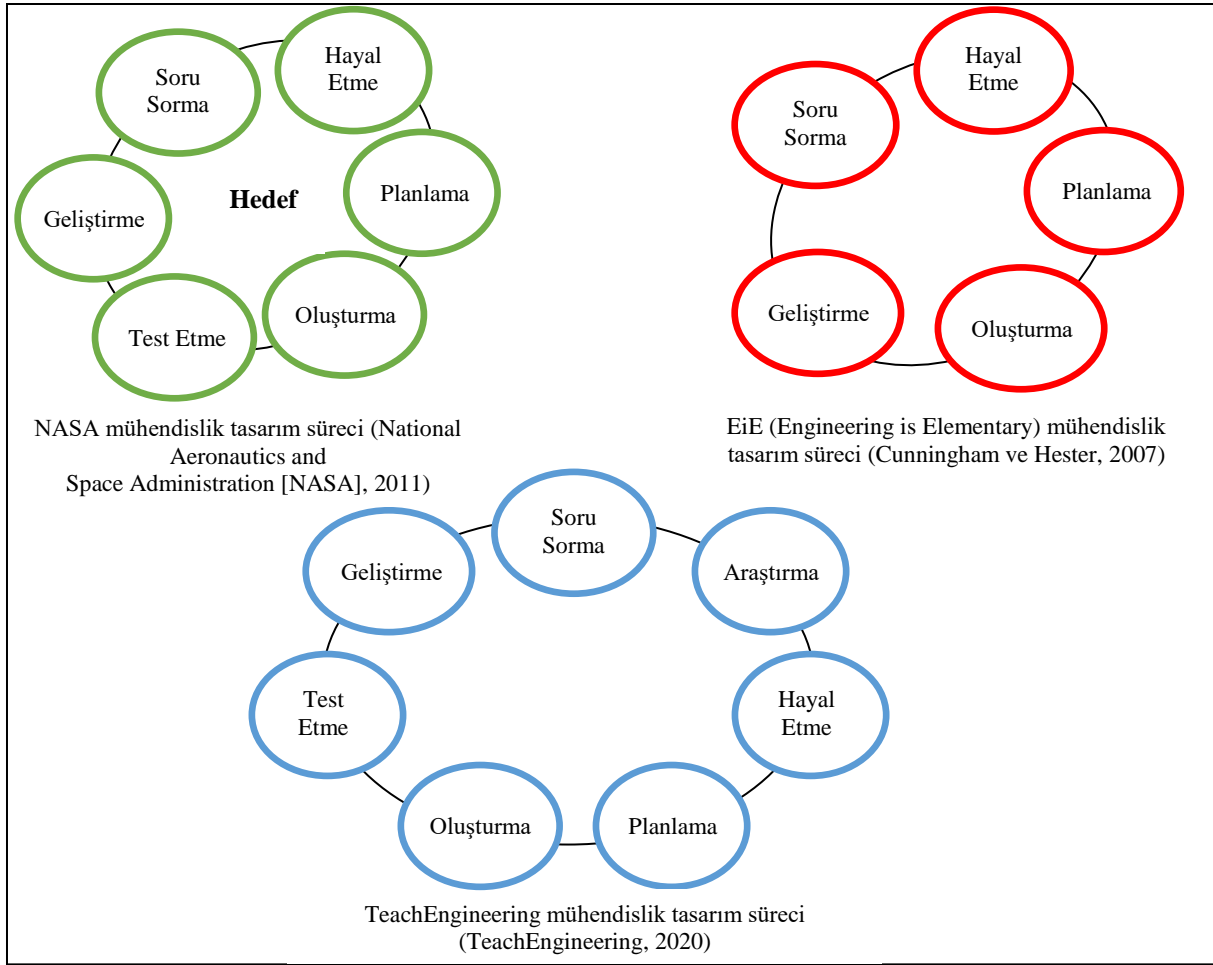 Hayal
Etme
Soru
Sorma
Planlama
Hedef
Geliştirme
Oluşturma
Test Etme
NASA mühendislik tasarım süreci (National
Aeronautics and
Space Administration [NASA], 2011)
Hayal
Etme
Soru
Sorma
Planlama
Geliştirme
Oluşturma
EiE (Engineering is Elementary) mühendislik
tasarım süreci (Cunningham ve Hester, 2007)
Soru
Sorma
Geliştirme
Araştırma
Test
Etme
Hayal
Etme
Oluşturma
Planlama
TeachEngineering mühendislik tasarım süreci
(TeachEngineering, 2020)